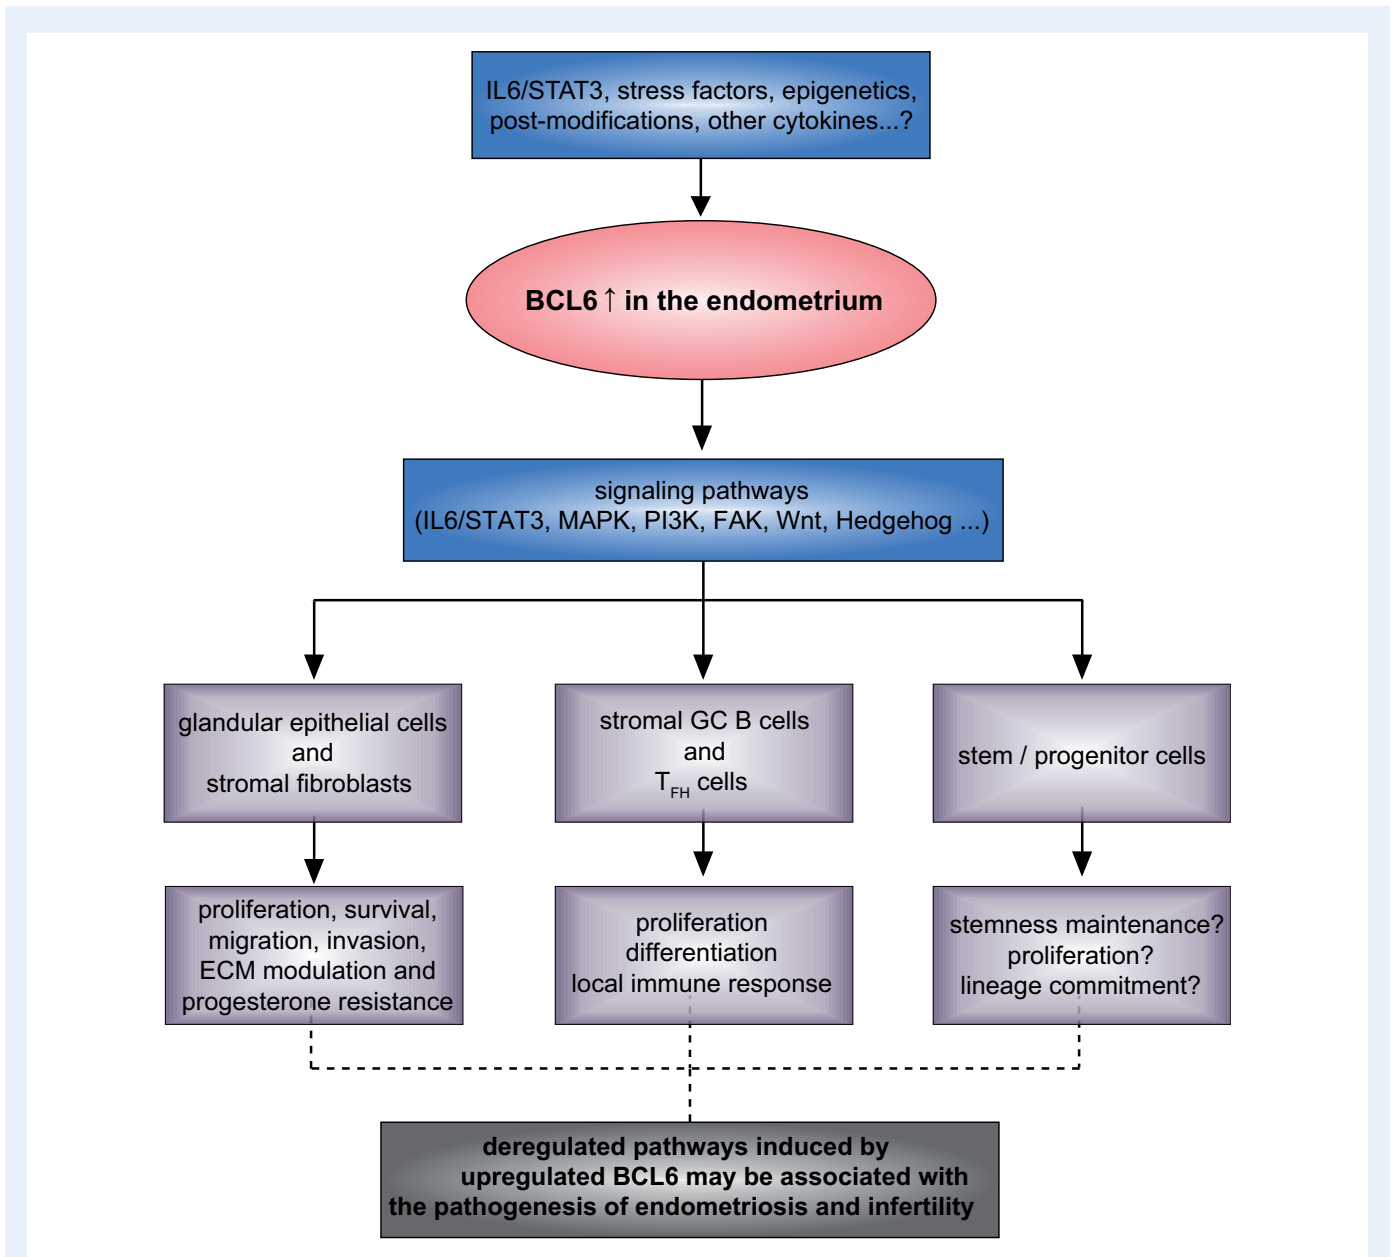 IL6/STAT3, stress factors, epigenetics,
post-modifications, other cytokines...?
BCL6 ↑ in the endometrium
signaling pathways
(IL6/STAT3, MAPK, PI3K, FAK, Wnt, Hedgehog ...)
glandular epithelial cells
and
stromal fibroblasts
stromal GC B cells
and
TFH cells
stem / progenitor cells
proliferation, survival,
migration, invasion,
ECM modulation and
progesterone resistance
proliferation
differentiation
local immune response
stemness maintenance?
proliferation?
lineage commitment?
deregulated pathways induced by
upregulated BCL6 may be associated with
the pathogenesis of endometriosis and infertility